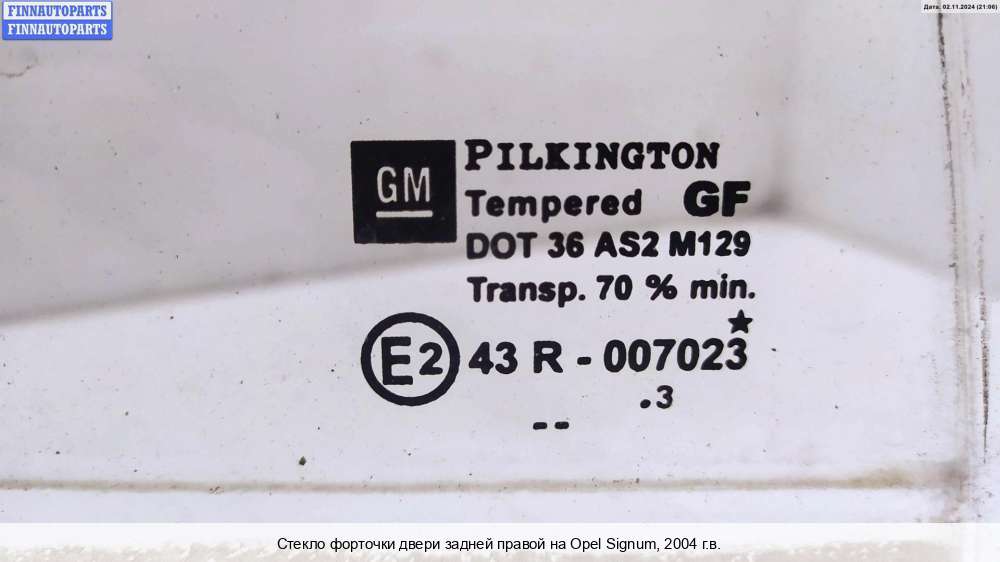 FINNAUTOPARTS
FINNAUTOPARTS
Дата: 02.11.2024 (21:06)
GM
PILKINGTON
Tempered GF
DOT 36 AS2 M129
Transp. 70 % min.
E2 43 R - 007023
.3
--
Стекло форточки двери задней правой на Opel Signum, 2004 г.в.